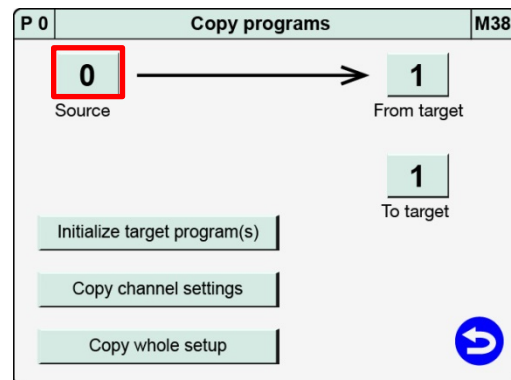 P 0 Copy programs M38
0 1
Source From target
1
To target
Initialize target program(s)
Copy channel settings
Copy whole setup